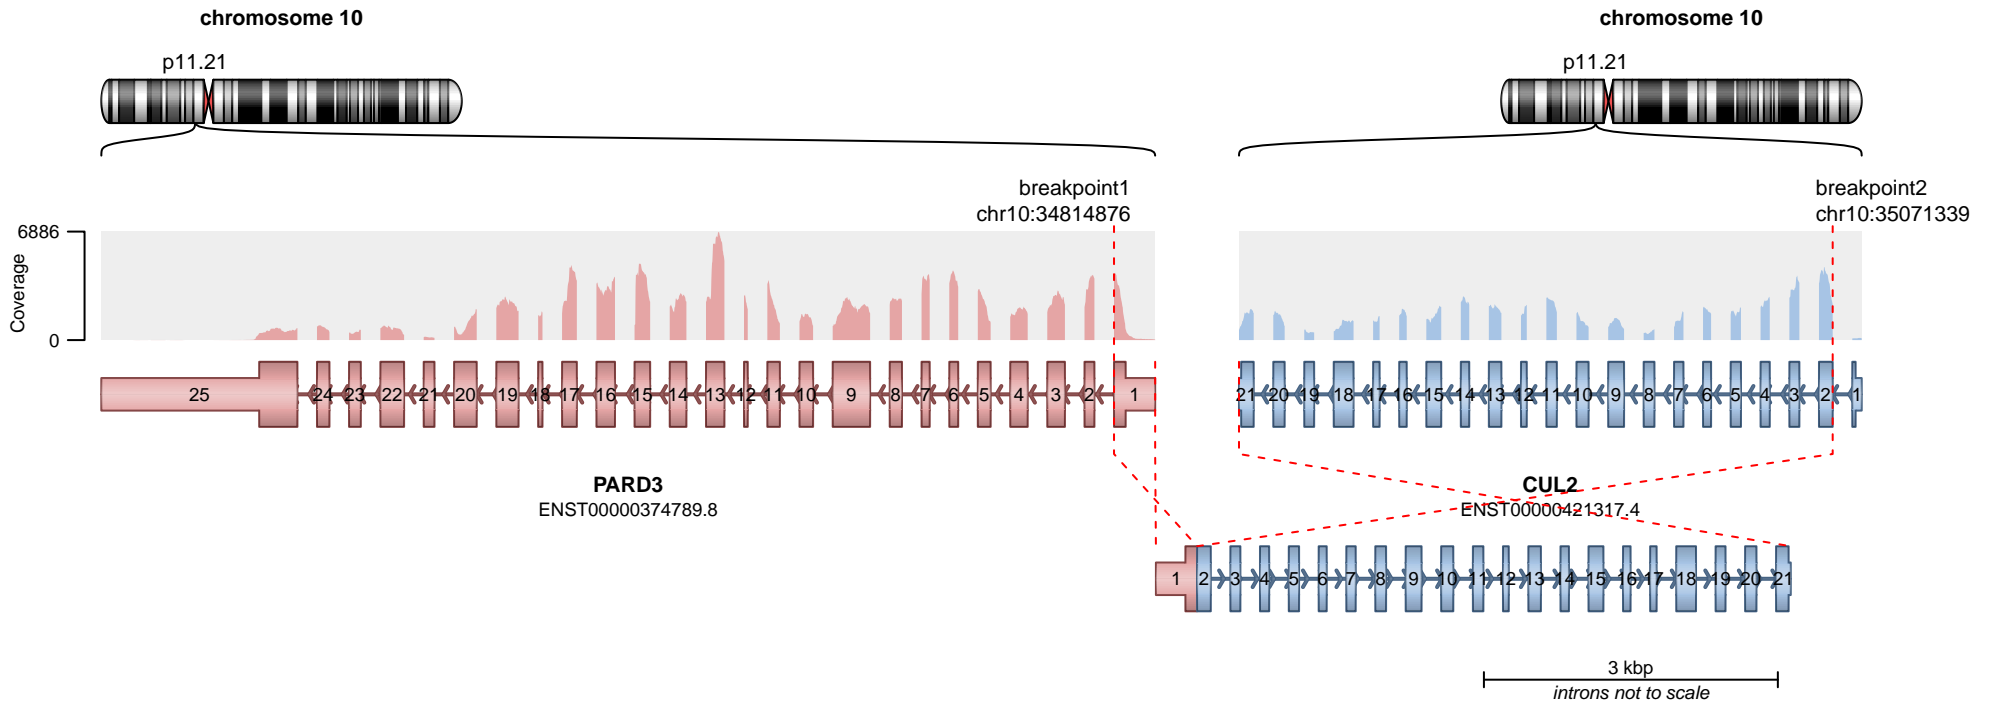 chromosome 10
chromosome 10
p11.21
p11.21
breakpoint1
chr10:34814876
breakpoint2
chr10:35071339
6886
Coverage
0
25 24 23 22 21 20 19 18 17 16 15 14 13 12 11 10 9 8 7 6 5 4 3 2 1
21 20 19 18 17 16 15 14 13 12 11 10 9 8 7 6 5 4 3 2 1
PARD3
ENST00000374789.8
CUL2
ENST00000421317.4
1 2 3 4 5 6 7 8 9 10 11 12 13 14 15 16 17 18 19 20 21
3 kbp
introns not to scale